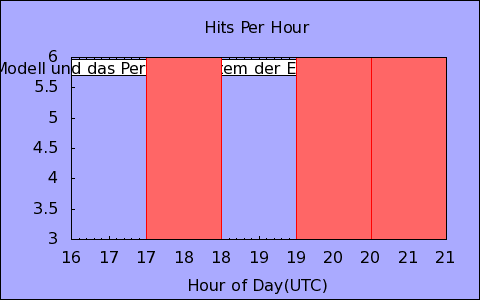 Hits Per Hour
6
Modell und das Per tem der E
5.5
5
4.5
4
3.5
3
16 17 17 18 18 19 19 20 20 21 21
Hour of Day(UTC)